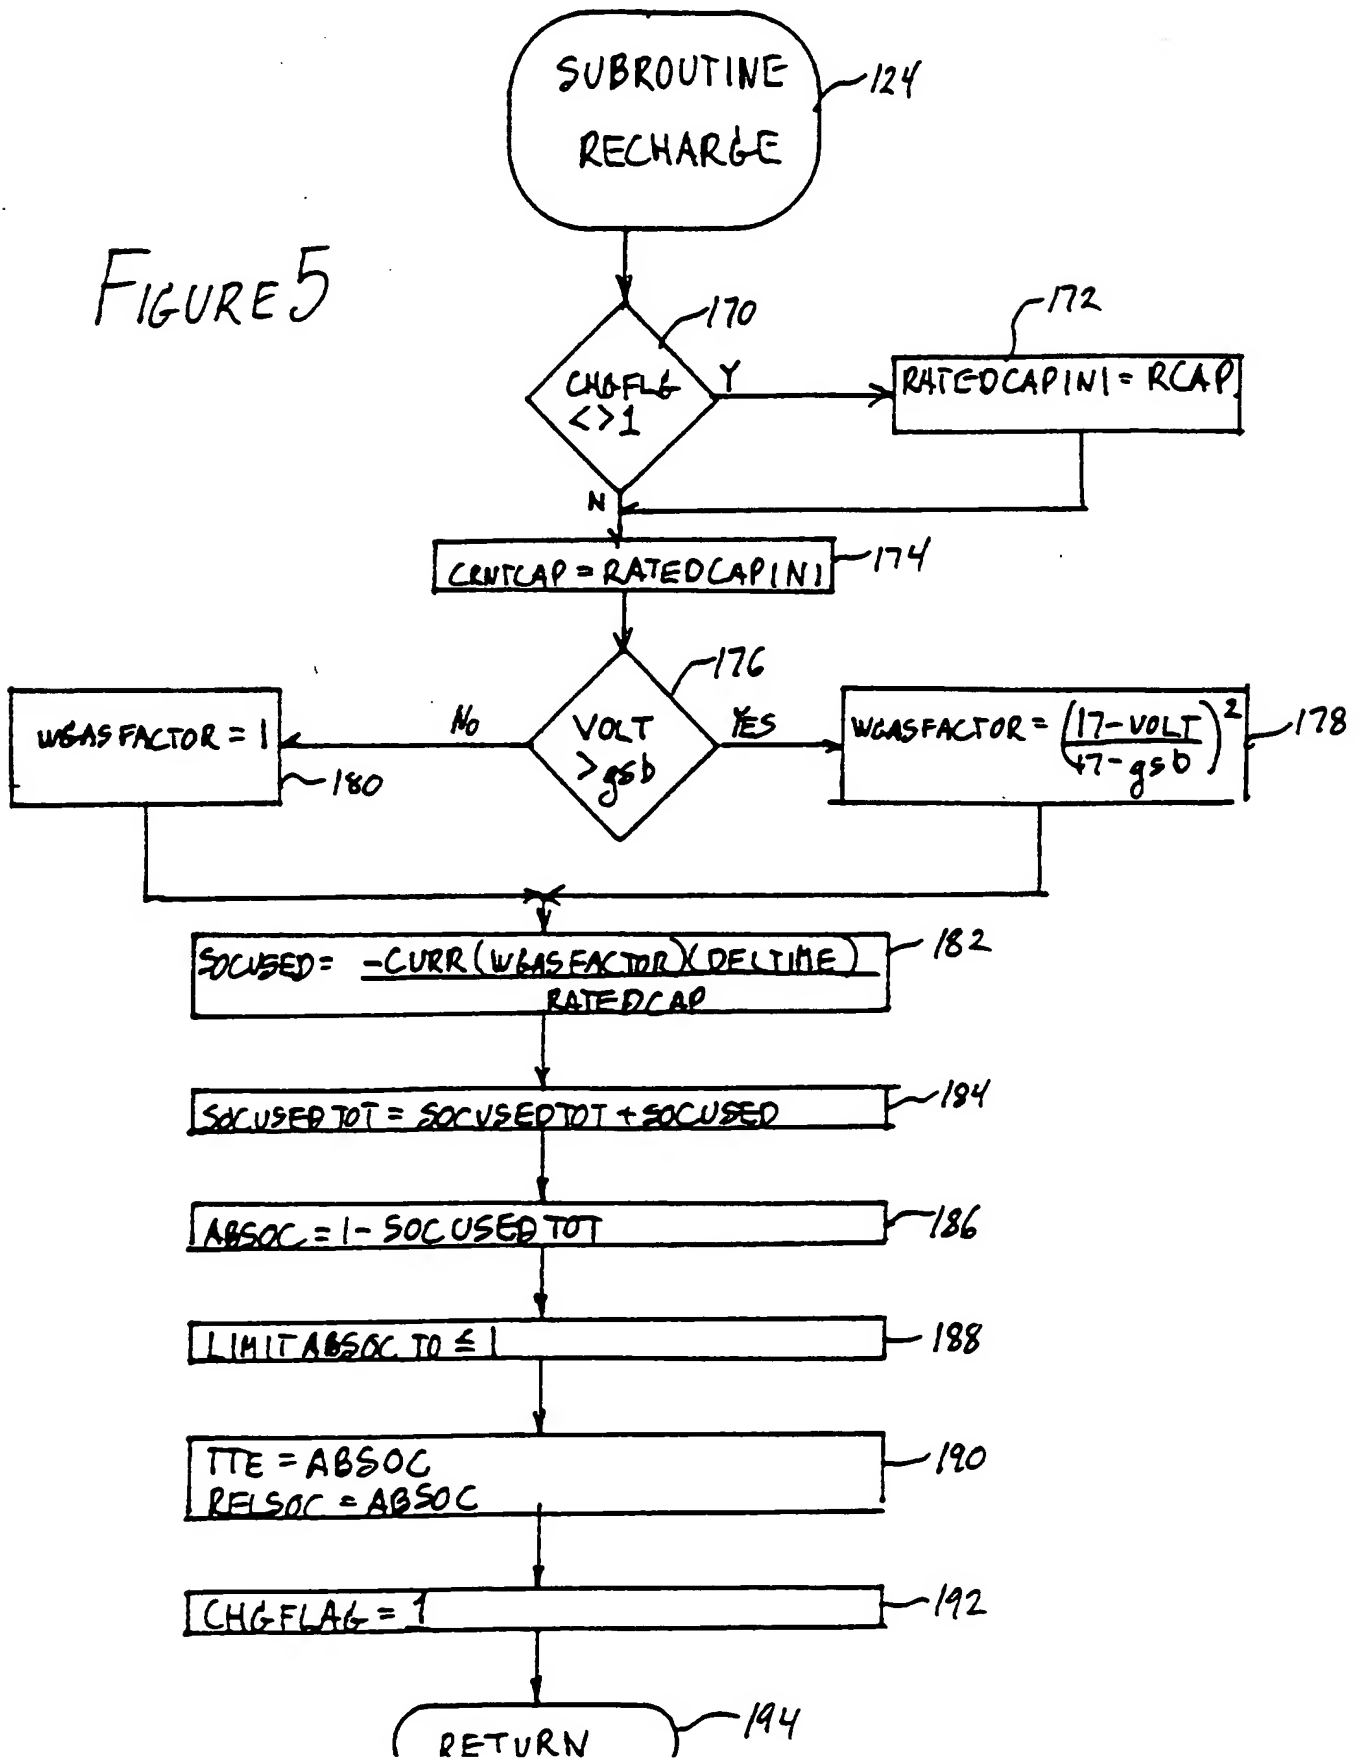 SUBROUTINE
RECHARGE
124
FIGURE 5
170
CHGFLG
<>1
Y
N
172
RATEDCAPINI = RCAP
CRNTCAP = RATEDCAPINI
174
176
VOLT
>gsb
No
YES
WGASFACTOR = 1
180
WGASFACTOR = (17-VOLT
17-gsb)2
178
SOCUSED = -CURR(WGASFACTOR)(DELTIME)
RATEDCAP
182
SOCUSEDTOT = SOCUSEDTOT + SOCUSED
184
ABSOC = 1 - SOCUSEDTOT
186
LIMIT ABSOC TO ≤ 1
188
TTE = ABSOC
RELSOC = ABSOC
190
CHGFLAG = 1
192
RETURN
194